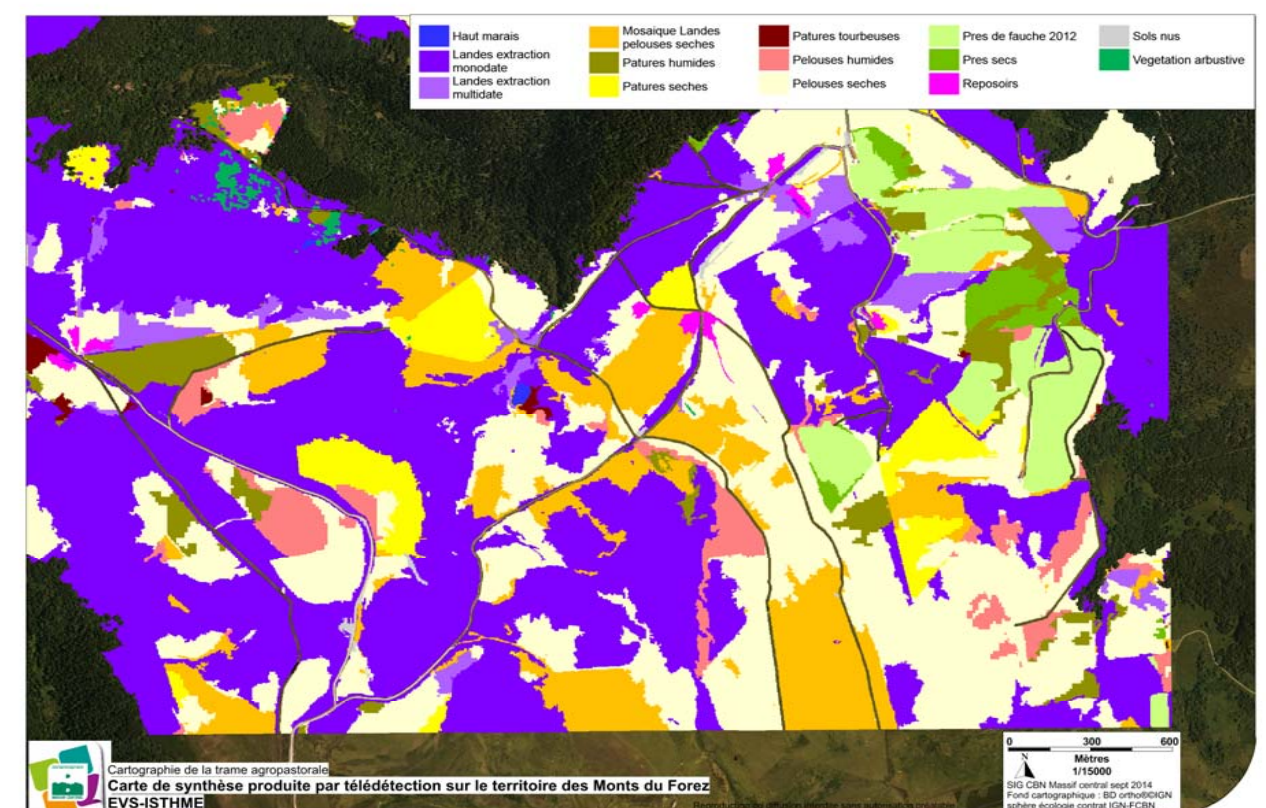 Haut marais
Landes extraction
monodate
Landes extraction
multidate
Mosaique Landes
pelouses seches
Patures humides
Patures seches
Patures tourbeuses
Pelouses humides
Pelouses seches
Pres de fauche 2012
Pres secs
Reposoirs
Sols nus
Vegetation arbustive
Cartographie de la trame agropastorale
Carte de synthèse produite par télédétection sur le territoire des Monts du Forez
EVS-ISTHME
0 300 600
Mètres
N
1/15000
SIG CBN Massif central sept 2014
Fond cartographique : BD ortho®©IGN
sphère écologie control IGN-FCBN